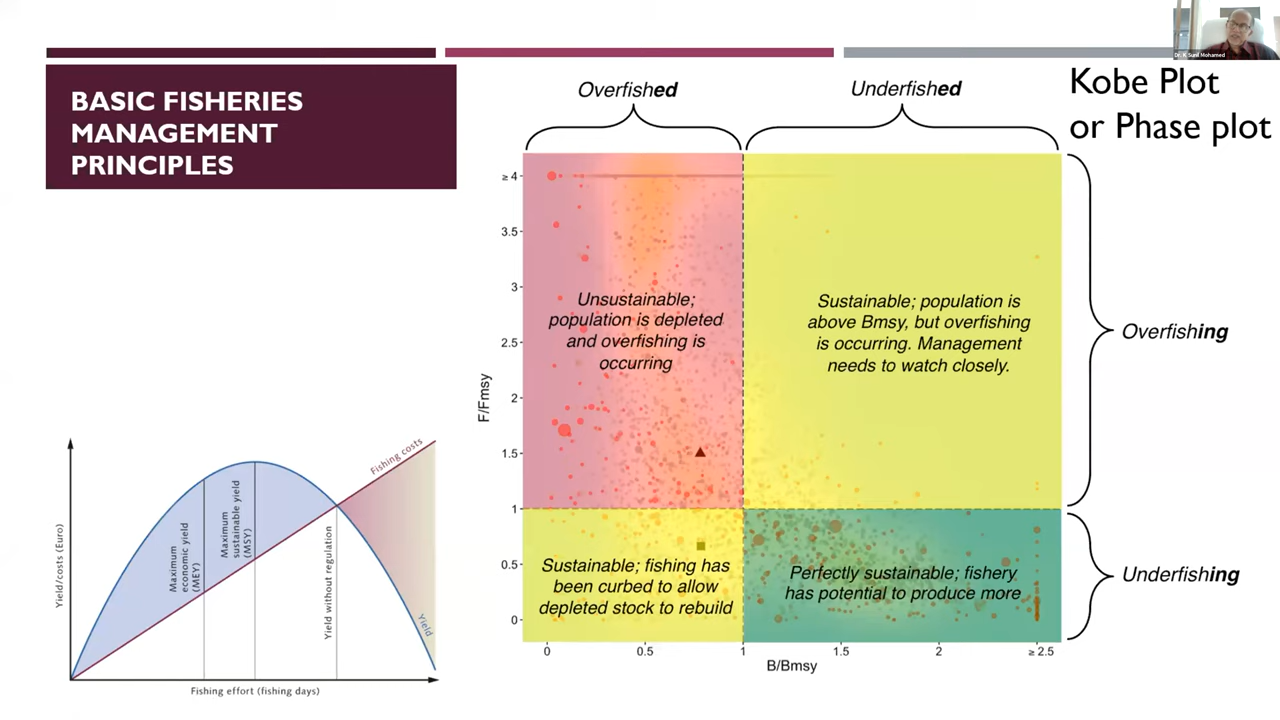 Dr. K Sunil Mohamed
BASIC FISHERIES
MANAGEMENT
PRINCIPLES
Kobe Plot
or Phase plot
Overfished
Underfished
≥ 4
3.5
3
2.5
2
1.5
1
0.5
0
F/Fmsy
Unsustainable;
population is depleted
and overfishing is
occurring
Sustainable; population is
above Bmsy, but overfishing
is occurring. Management
needs to watch closely.
Overfishing
Sustainable; fishing has
been curbed to allow
depleted stock to rebuild
Perfectly sustainable; fishery
has potential to produce more
Underfishing
0
0.5
1
1.5
2
≥ 2.5
B/Bmsy
Yield/costs (Euro)
Maximum
economic yield
(MEY)
Maximum
sustainable yield
(MSY)
Yield without regulation
Fishing costs
Yield
Fishing effort (fishing days)